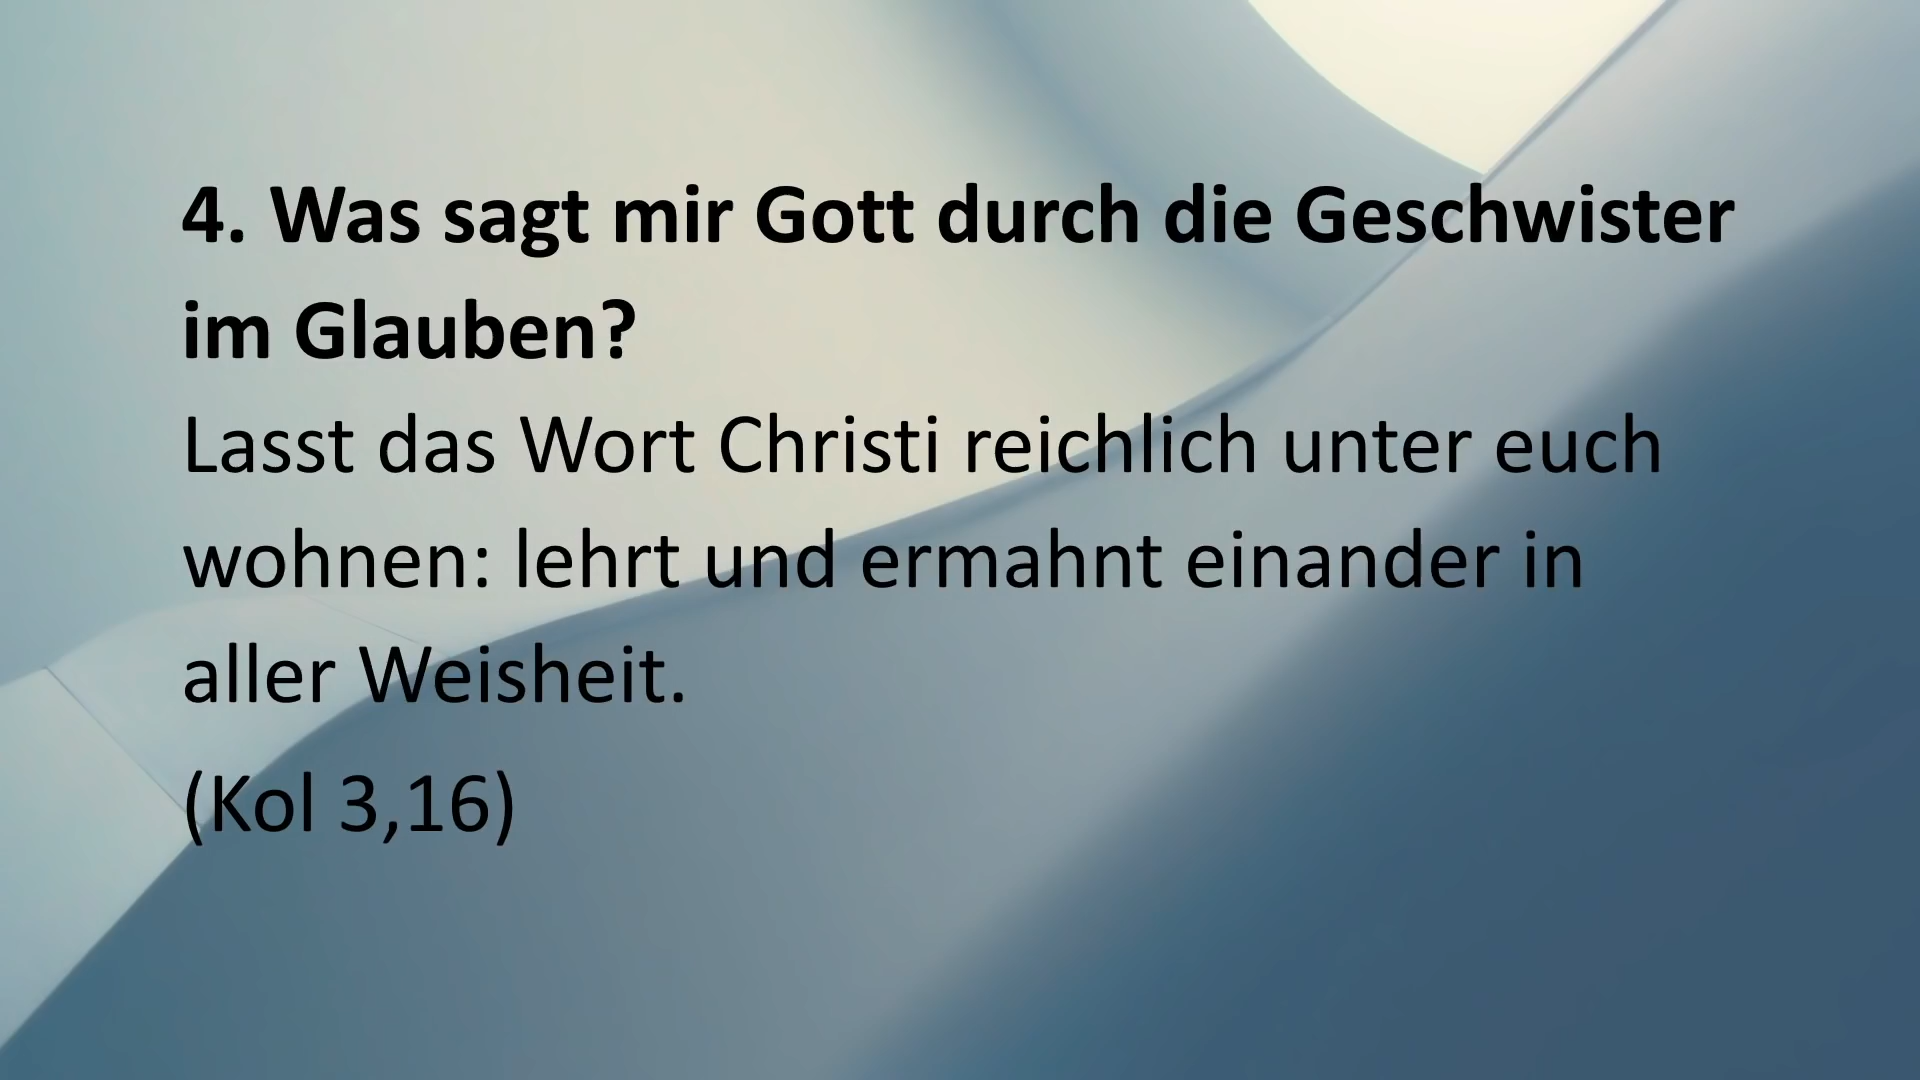 4. Was sagt mir Gott durch die Geschwister
im Glauben?
Lasst das Wort Christi reichlich unter euch
wohnen: lehrt und ermahnt einander in
aller Weisheit.
(Kol 3,16)